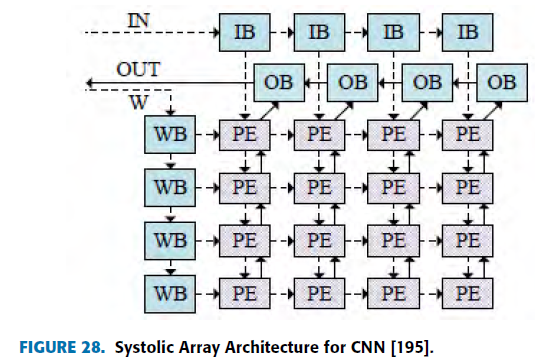 IN
IB IB IB IB
OUT
OB OB OB OB
W
WB PE PE PE PE
WB PE PE PE PE
WB PE PE PE PE
WB PE PE PE PE
FIGURE 28. Systolic Array Architecture for CNN [195].